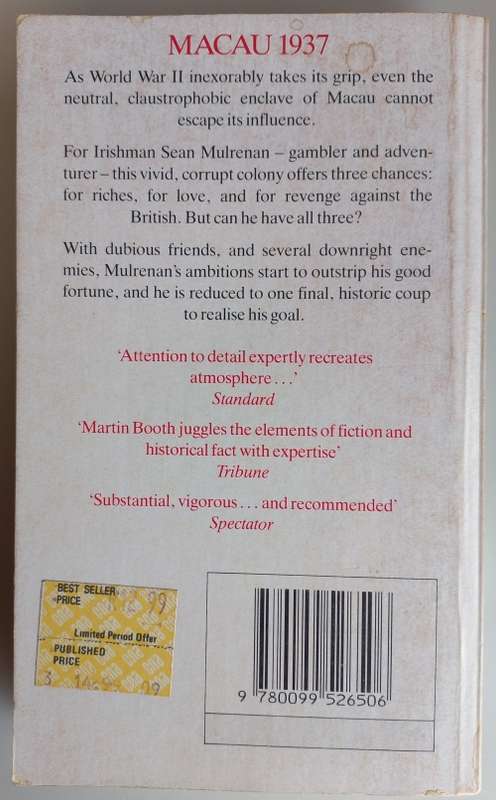 MACAU 1937
As World War II inexorably takes its grip, even the
neutral, claustrophobic enclave of Macau cannot
escape its influence.
For Irishman Sean Mulrenan – gambler and adven-
turer – this vivid, corrupt colony offers three chances:
for riches, for love, and for revenge against the
British. But can he have all three?
With dubious friends, and several downright ene-
mies, Mulrenan's ambitions start to outstrip his good
fortune, and he is reduced to one final, historic coup
to realise his goal.
‘Attention to detail expertly recreates
atmosphere . . .’
Standard
‘Martin Booth juggles the elements of fiction and
historical fact with expertise’
Tribune
‘Substantial, vigorous . . . and recommended’
Spectator
BEST SELLER
PRICE
99
Limited Period Offer
PUBLISHED
PRICE
9 780099 526506